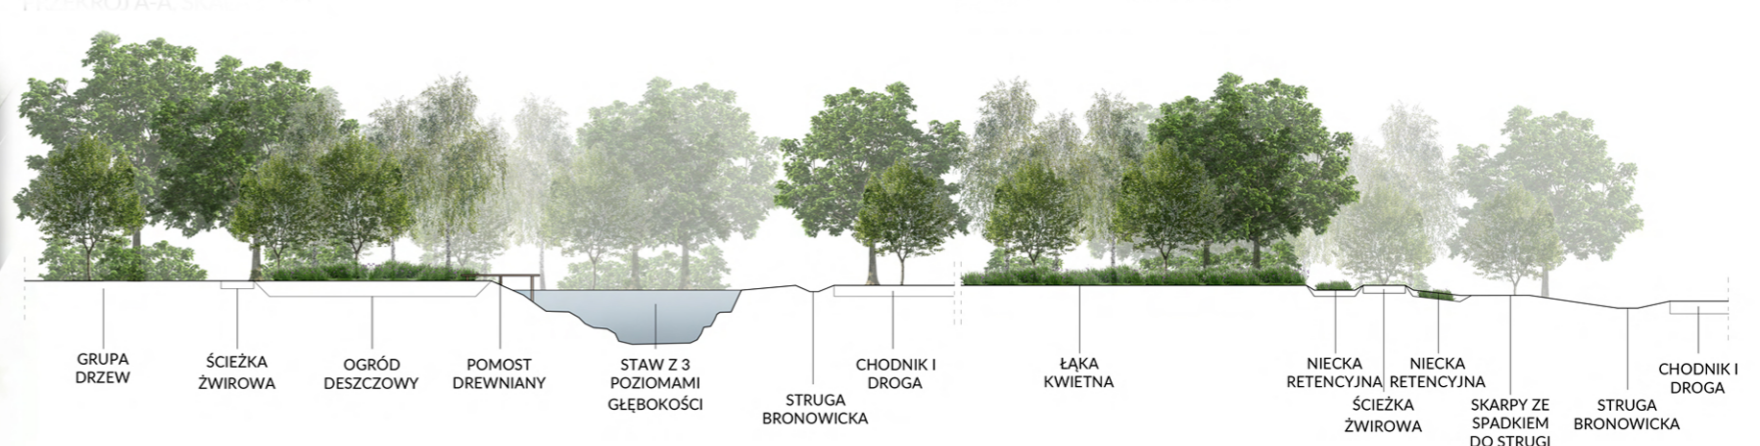 PRZEKRÓJ A-A
GRUPA
DRZEW
ŚCIEŻKA
ŻWIROWA
OGRÓD
DESZCZOWY
POMOST
DREWNIANY
STAW Z 3
POZIOMAMI
GŁĘBOKOŚCI
STRUGA
BRONOWICKA
CHODNIK I
DROGA
ŁĄKA
KWIETNA
NIECKA
RETENCYJNA
ŚCIEŻKA
ŻWIROWA
NIECKA
RETENCYJNA
SKARPY ZE
SPADKIEM
DO STRUGI
STRUGA
BRONOWICKA
CHODNIK I
DROGA